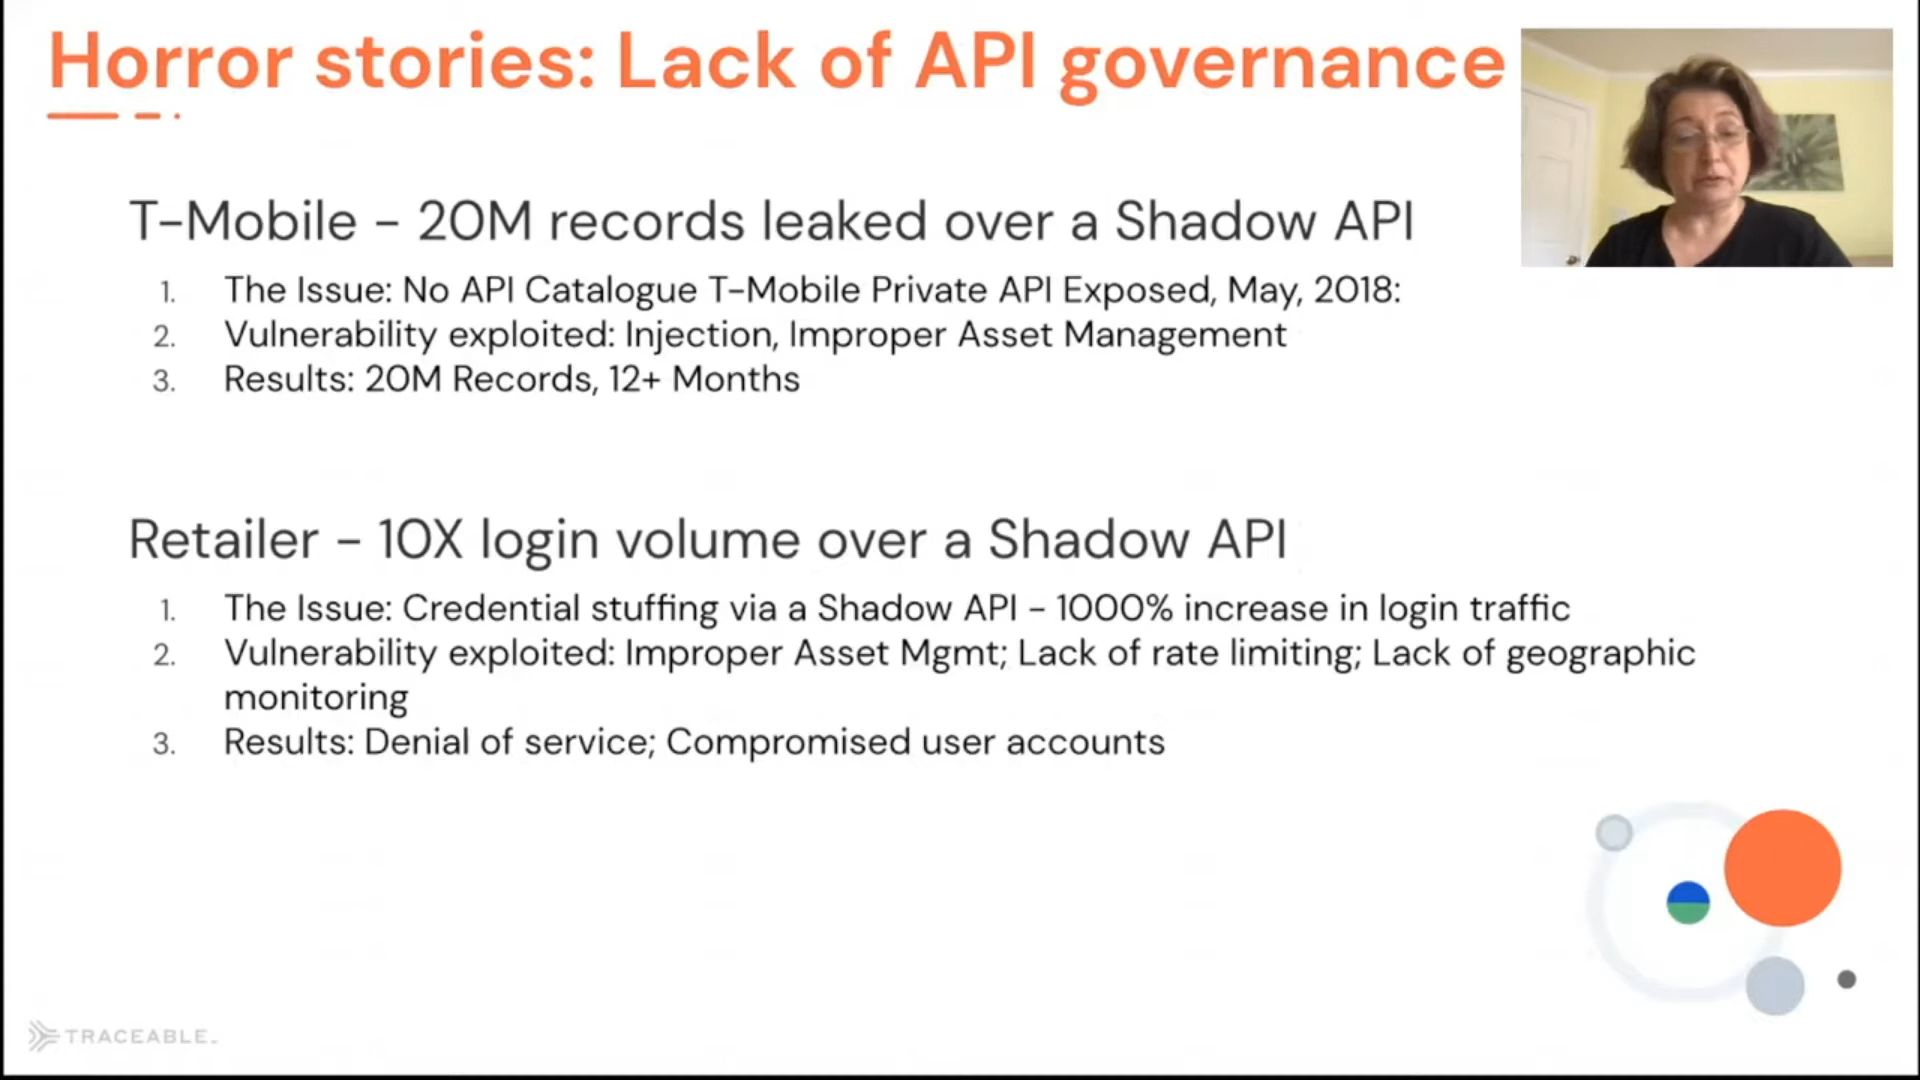 Horror stories: Lack of API governance
T-Mobile - 20M records leaked over a Shadow API
1. The Issue: No API Catalogue T-Mobile Private API Exposed, May, 2018:
2. Vulnerability exploited: Injection, Improper Asset Management
3. Results: 20M Records, 12+ Months
Retailer - 10X login volume over a Shadow API
1. The Issue: Credential stuffing via a Shadow API - 1000% increase in login traffic
2. Vulnerability exploited: Improper Asset Mgmt; Lack of rate limiting; Lack of geographic
monitoring
3. Results: Denial of service; Compromised user accounts
TRACEABLE